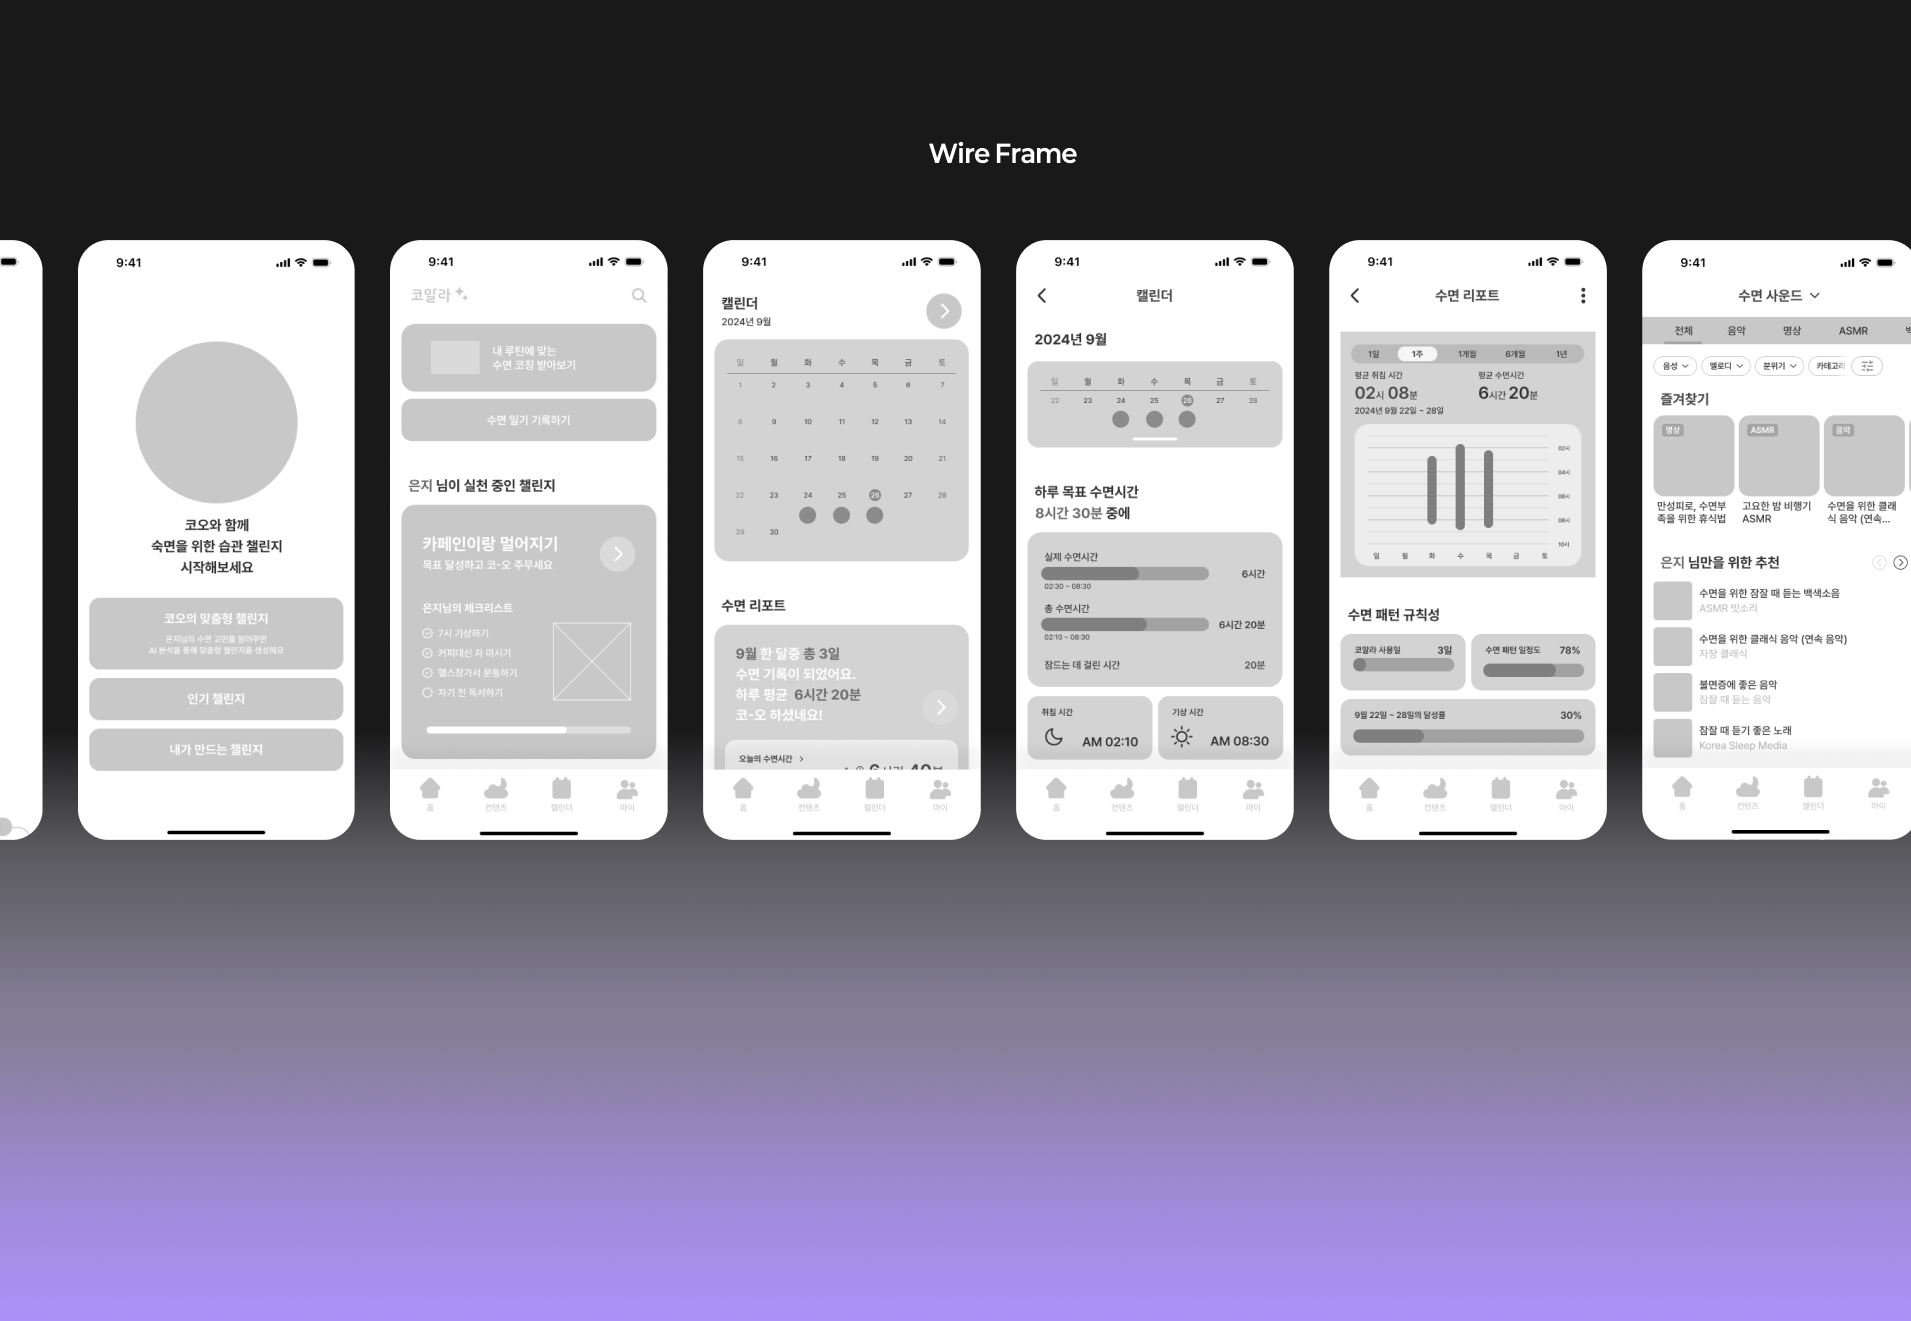 Wire Frame
9:41
코오와 함께
숙면을 위한 습관 챌린지
시작해보세요
코오의 맞춤형 챌린지
은지님의 수면 고민을 알려주면
AI 분석을 통해 맞춤형 챌린지를 생성해요
인기 챌린지
내가 만드는 챌린지
9:41
코알라
내 루틴에 맞는
수면 코칭 받아보기
수면 일기 기록하기
은지 님이 실천 중인 챌린지
카페인이랑 멀어지기
목표 달성하고 코-오 주무세요
은지님의 체크리스트
7시 기상하기
커피대신 차 마시기
헬스장가서 운동하기
자기 전 독서하기
홈 컨텐츠 캘린더 마이
9:41
캘린더
2024년 9월
일 월 화 수 목 금 토
1 2 3 4 5 6 7
8 9 10 11 12 13 14
15 16 17 18 19 20 21
22 23 24 25 26 27 28
29 30
수면 리포트
9월 한 달중 총 3일
수면 기록이 되었어요.
하루 평균 6시간 20분
코-오 하셨네요!
오늘의 수면시간
홈 컨텐츠 캘린더 마이
9:41
캘린더
2024년 9월
일 월 화 수 목 금 토
22 23 24 25 26 27 28
하루 목표 수면시간
8시간 30분 중에
실제 수면시간
6시간
02:30 ~ 08:30
총 수면시간
6시간 20분
02:10 ~ 08:30
잠드는 데 걸린 시간 20분
취침 시간
AM 02:10
기상 시간
AM 08:30
홈 컨텐츠 캘린더 마이
9:41
수면 리포트
1일 1주 1개월 6개월 1년
평균 취침 시간
02시 08분
평균 수면시간
6시간 20분
2024년 9월 22일 ~ 28일
02시
04시
06시
08시
10시
일 월 화 수 목 금 토
수면 패턴 규칙성
코알라 사용일 3일
수면 패턴 일정도 78%
9월 22일 ~ 28일의 달성률 30%
홈 컨텐츠 캘린더 마이
9:41
수면 사운드
전체 음악 명상 ASMR
음성 멜로디 분위기 카테고리
즐겨찾기
명상
만성피로, 수면부
족을 위한 휴식법
ASMR
고요한 밤 비행기
ASMR
음악
수면을 위한 클래
식 음악 (연속...
은지 님만을 위한 추천
수면을 위한 잠잘 때 듣는 백색소음
ASMR 빗소리
수면을 위한 클래식 음악 (연속 음악)
자장 클래식
불면증에 좋은 음악
잠잘 때 듣는 음악
잠잘 때 듣기 좋은 노래
Korea Sleep Media
홈 컨텐츠 캘린더 마이